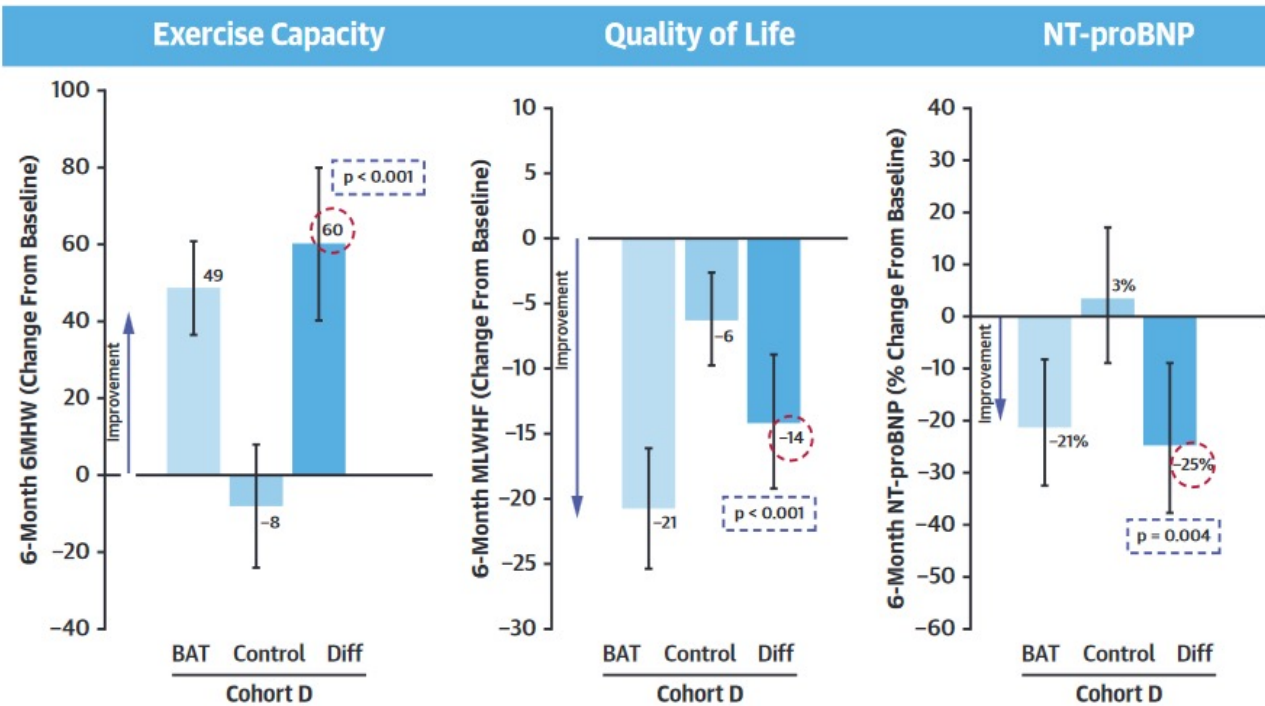 Exercise Capacity
6-Month 6MHW (Change From Baseline)
100
80
60
40
20
0
−20
−40
Improvement
49
−8
60
p < 0.001
BAT Control Diff
Cohort D
Quality of Life
6-Month MLWHF (Change From Baseline)
10
5
0
−5
−10
−15
−20
−25
−30
Improvement
−21
−6
−14
p < 0.001
BAT Control Diff
Cohort D
NT-proBNP
6-Month NT-proBNP (% Change From Baseline)
40
30
20
10
0
−10
−20
−30
−40
−50
−60
Improvement
−21%
3%
−25%
p = 0.004
BAT Control Diff
Cohort D